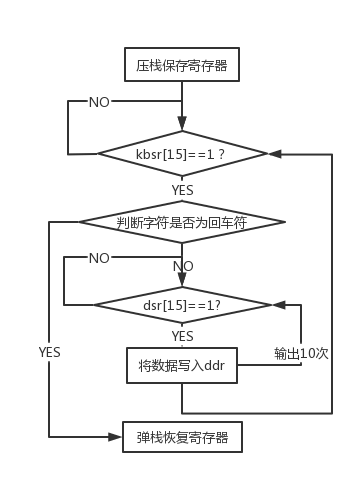 压栈保存寄存器
NO
kbsr[15]==1 ?
YES
判断字符是否为回车符
NO
NO
dsr[15]==1?
YES
YES
输出10次
将数据写入ddr
弹栈恢复寄存器